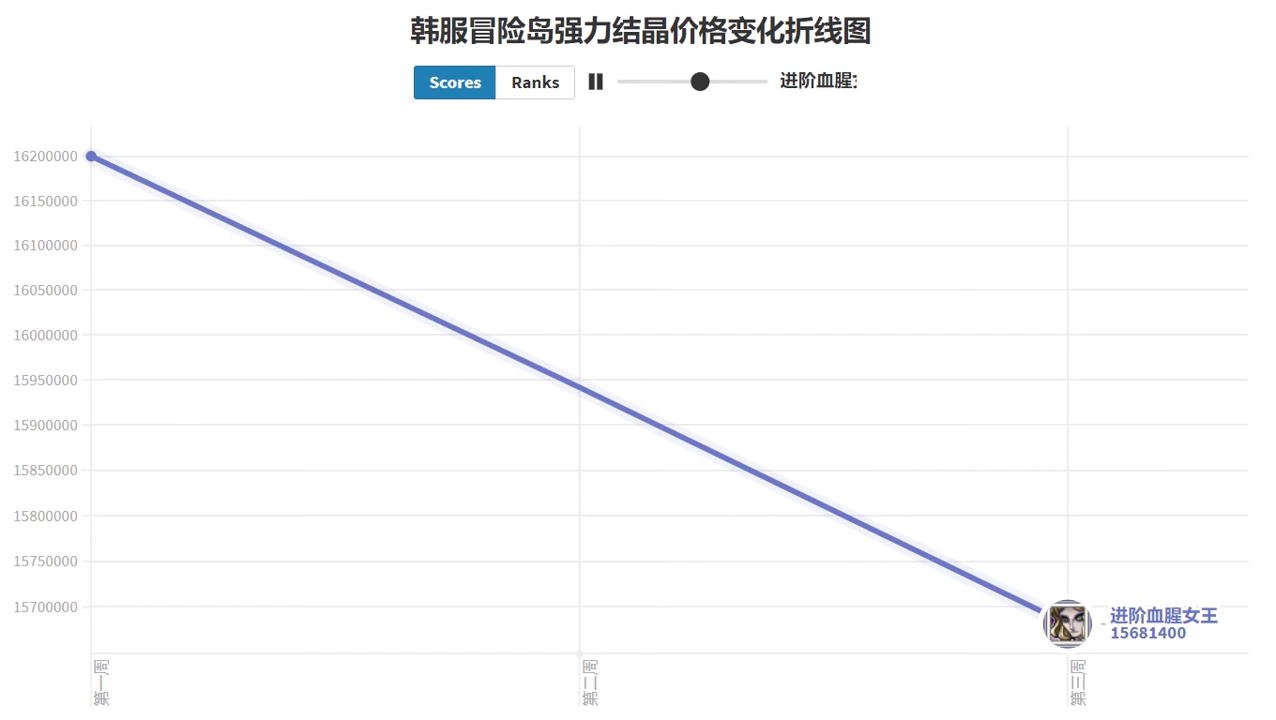 韩服冒险岛强力结晶价格变化折线图
Scores
Ranks
进阶血腥
16200000
16150000
16100000
16050000
16000000
15950000
15900000
15850000
15800000
15750000
15700000
进阶血腥女王
15681400
第一周
第二周
第三周